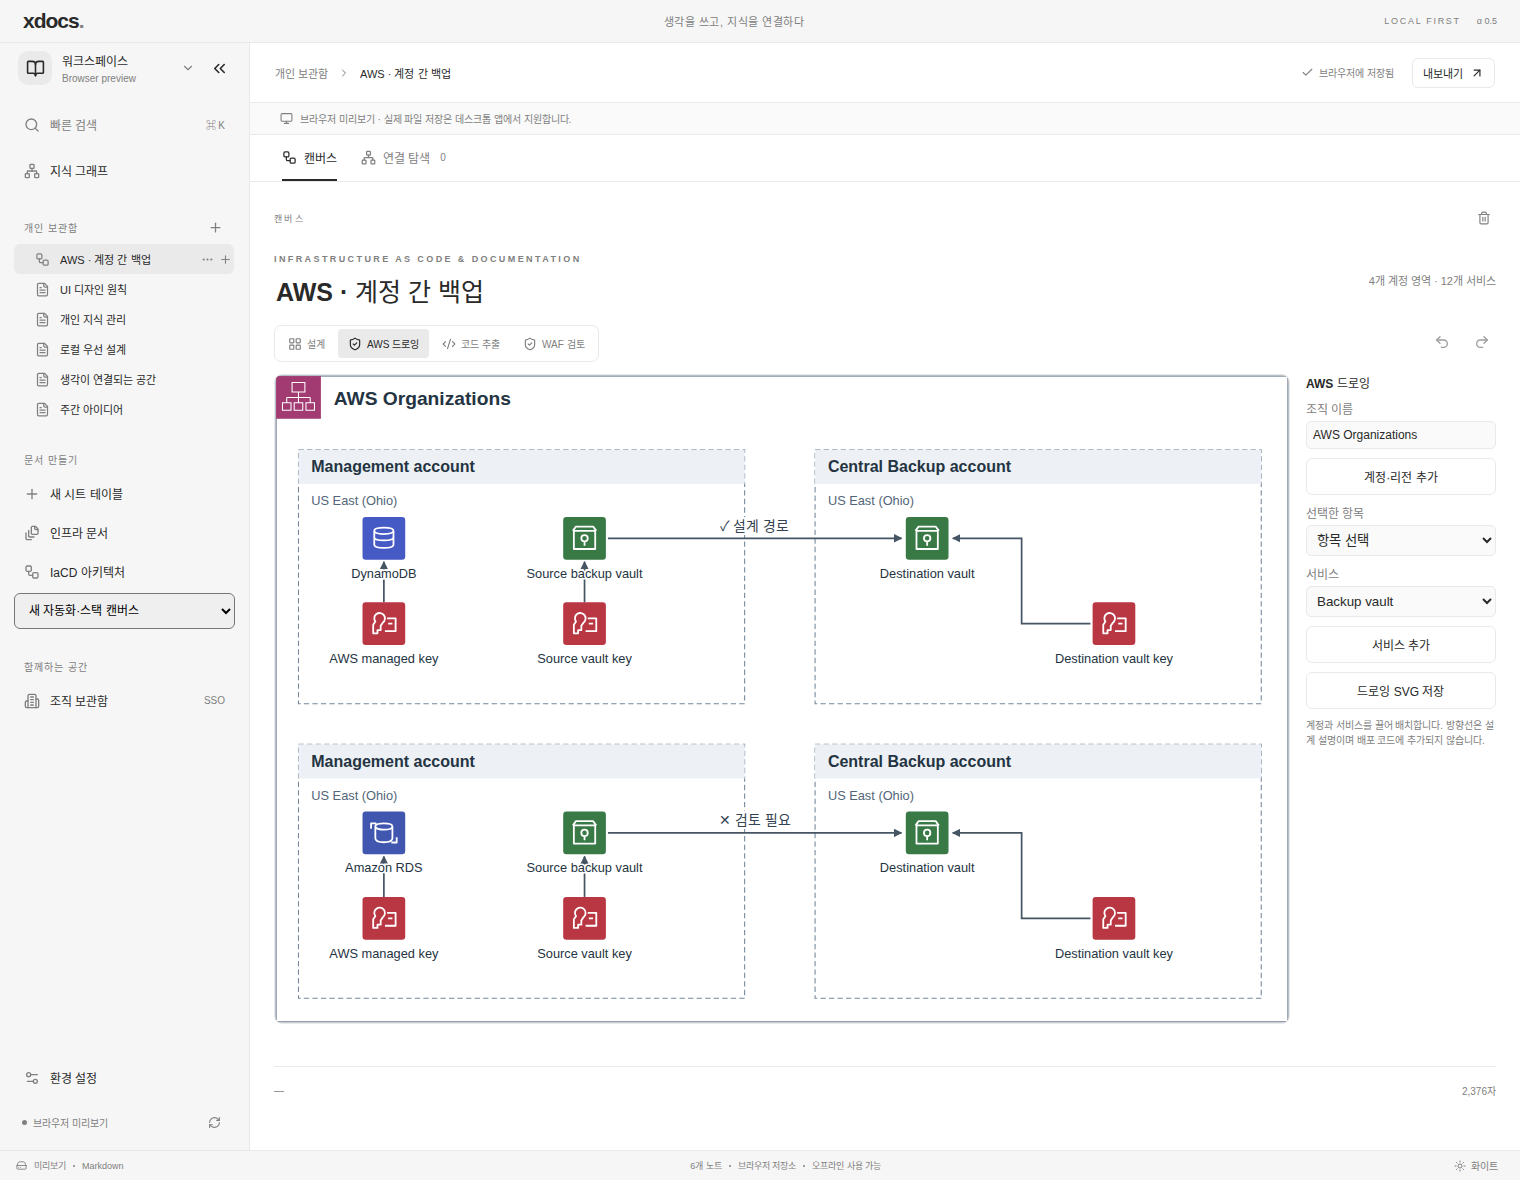 xdocs.
생각을 쓰고, 지식을 연결하다
LOCAL FIRST
α 0.5
워크스페이스
Browser preview
빠른 검색
⌘K
지식 그래프
개인 보관함
AWS · 계정 간 백업
UI 디자인 원칙
개인 지식 관리
로컬 우선 설계
생각이 연결되는 공간
주간 아이디어
문서 만들기
새 시트 테이블
인프라 문서
IaCD 아키텍처
새 자동화·스택 캔버스
함께하는 공간
조직 보관함
SSO
환경 설정
브라우저 미리보기
개인 보관함
AWS · 계정 간 백업
브라우저에 저장됨
내보내기
브라우저 미리보기 · 실제 파일 저장은 데스크톱 앱에서 지원합니다.
캔버스
연결 탐색 0
캔버스
INFRASTRUCTURE AS CODE & DOCUMENTATION
AWS · 계정 간 백업
4개 계정 영역 · 12개 서비스
설계
AWS 드로잉
코드 추출
WAF 검토
AWS Organizations
Management account
US East (Ohio)
DynamoDB
Source backup vault
AWS managed key
Source vault key
✓ 설계 경로
Central Backup account
US East (Ohio)
Destination vault
Destination vault key
Management account
US East (Ohio)
Amazon RDS
Source backup vault
AWS managed key
Source vault key
✕ 검토 필요
Central Backup account
US East (Ohio)
Destination vault
Destination vault key
AWS 드로잉
조직 이름
AWS Organizations
계정·리전 추가
선택한 항목
항목 선택
서비스
Backup vault
서비스 추가
드로잉 SVG 저장
계정과 서비스를 끌어 배치합니다. 방향선은 설
계 설명이며 배포 코드에 추가되지 않습니다.
—
2,376자
미리보기 · Markdown
6개 노트 · 브라우저 저장소 · 오프라인 사용 가능
화이트